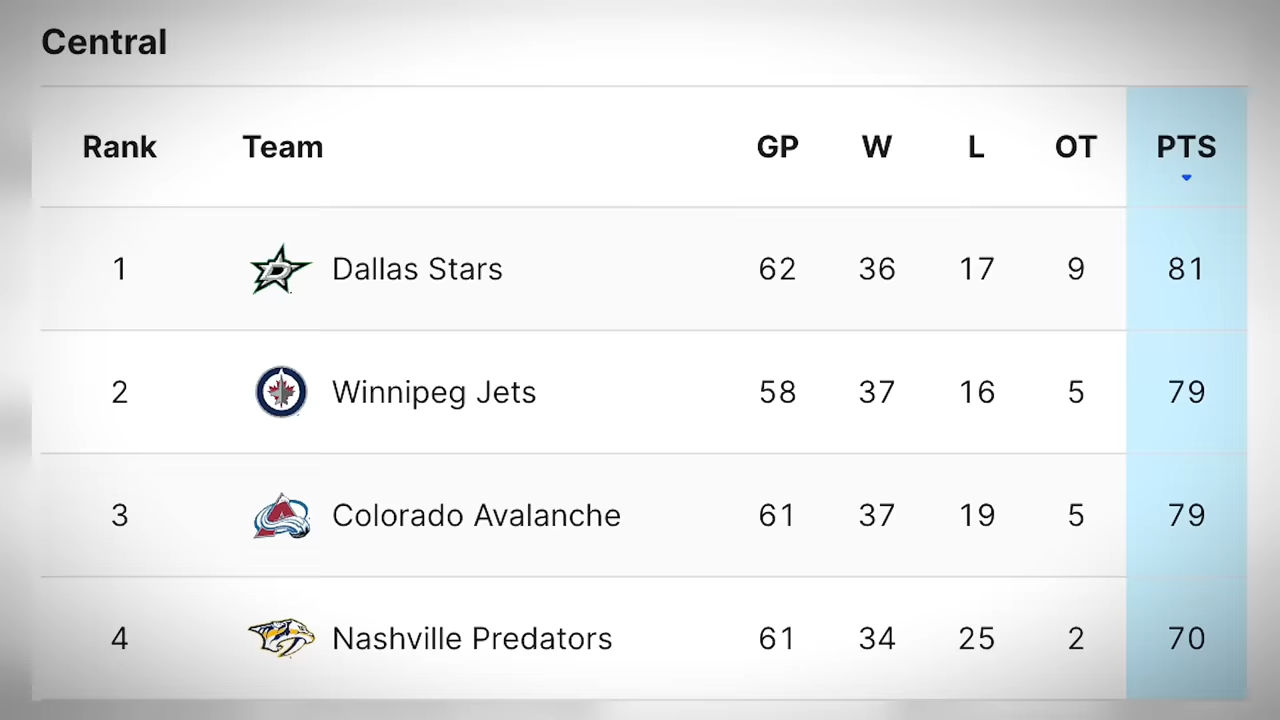 Central
Rank Team GP W L OT PTS
1 Dallas Stars 62 36 17 9 81
2 Winnipeg Jets 58 37 16 5 79
3 Colorado Avalanche 61 37 19 5 79
4 Nashville Predators 61 34 25 2 70